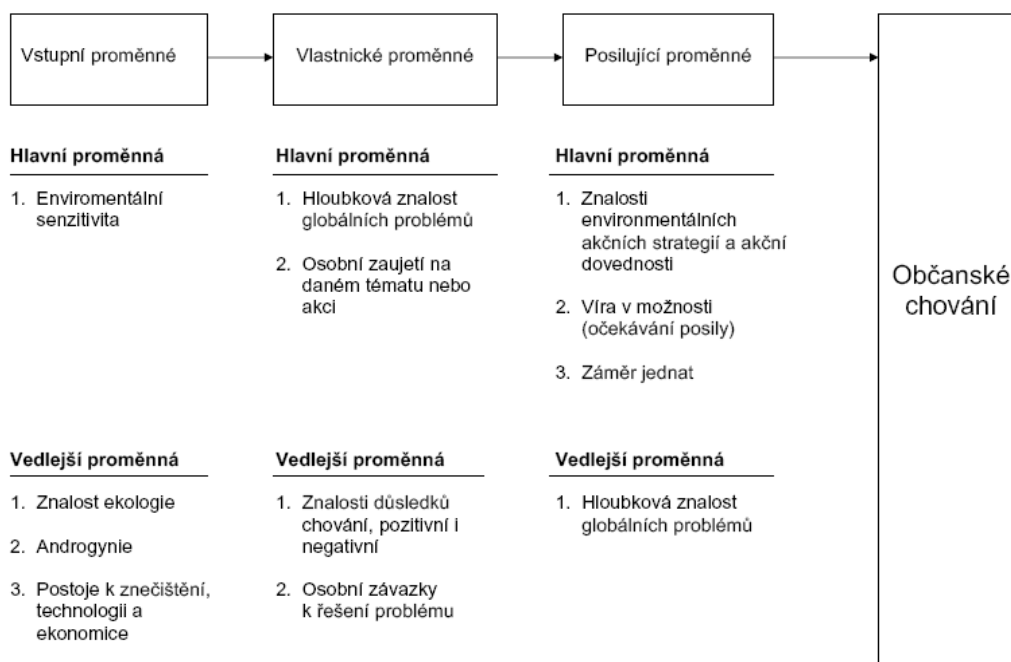 Vstupní proměnné
Vlastnické proměnné
Posilující proměnné
Občanské
chování
Hlavní proměnná
1. Enviromentální
senzitivita
Hlavní proměnná
1. Hloubková znalost
globálních problémů
2. Osobní zaujetí na
daném tématu nebo
akci
Hlavní proměnná
1. Znalosti
environmentálních
akčních strategií a akční
dovednosti
2. Víra v možnosti
(očekávání posily)
3. Záměr jednat
Vedlejší proměnná
1. Znalost ekologie
2. Androgynie
3. Postoje k znečištění,
technologii a
ekonomice
Vedlejší proměnná
1. Znalosti důsledků
chování, pozitivní i
negativní
2. Osobní závazky
k řešení problému
Vedlejší proměnná
1. Hloubková znalost
globálních problémů